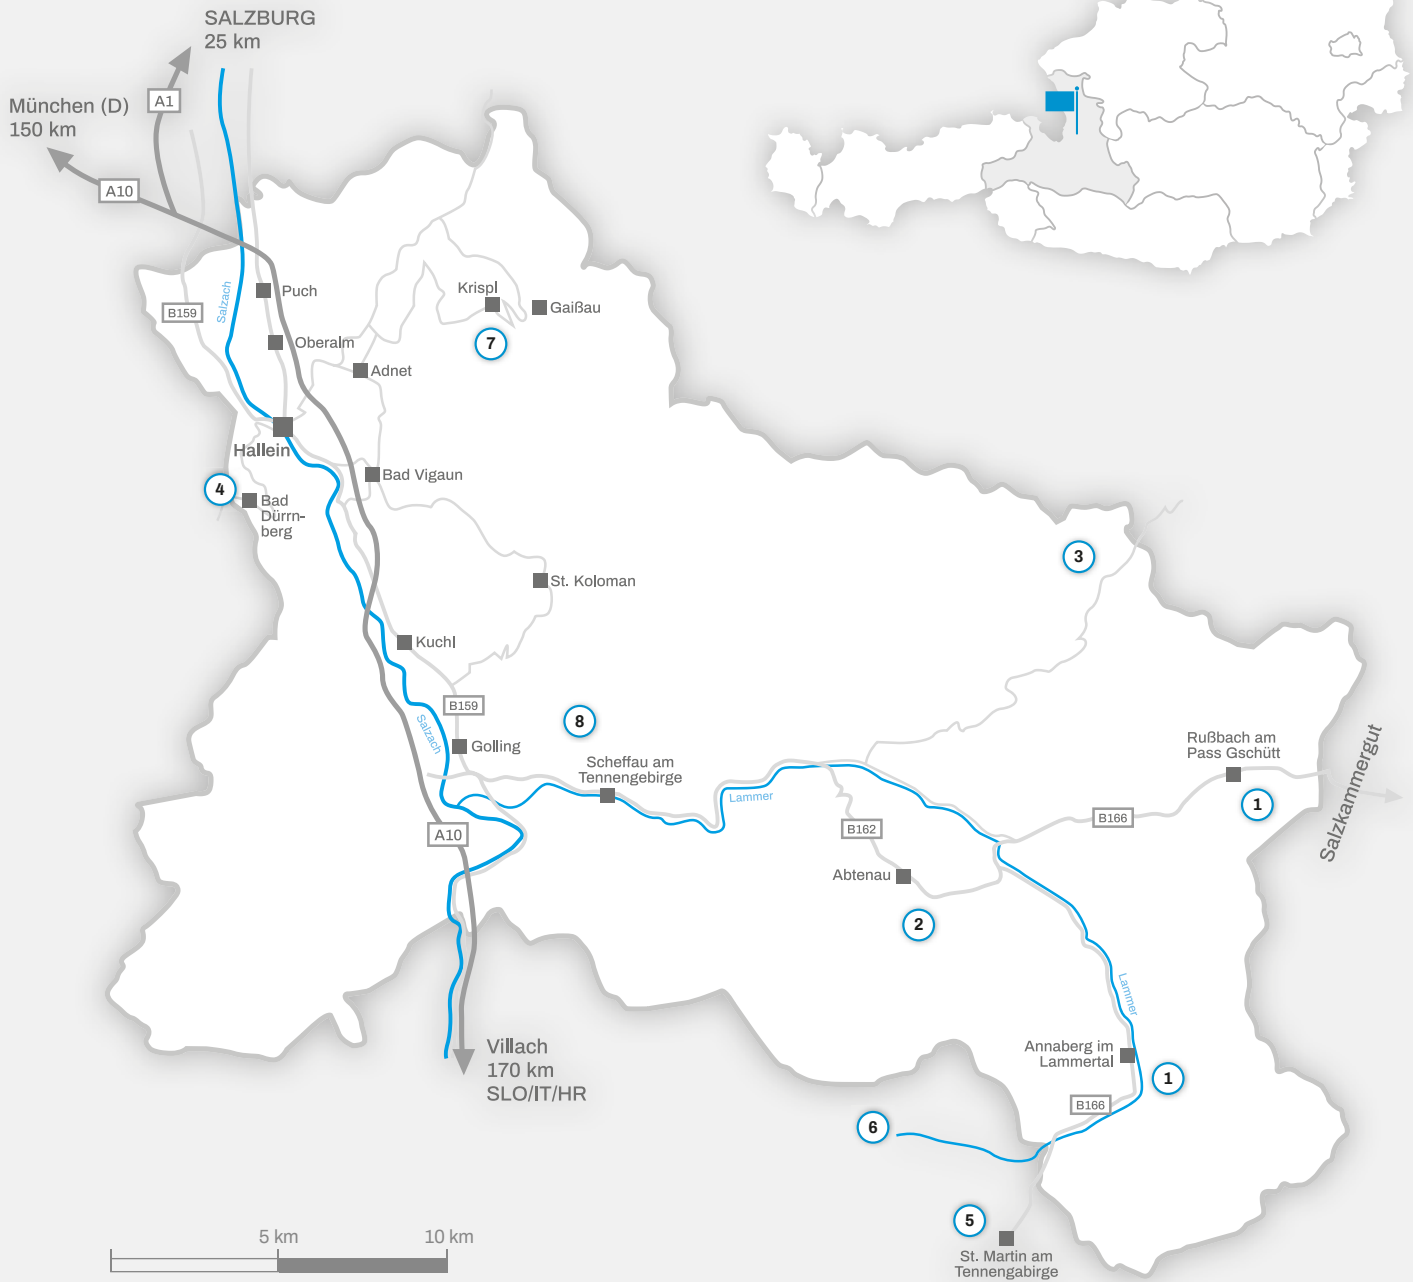 SALZBURG
25 km
München (D)
150 km
A1
A10
Salzach
B159
Puch
Oberalm
Krispl
Gaißau
7
Adnet
Hallein
4
Bad
Dürrn-
berg
Bad Vigaun
3
St. Koloman
Kuchl
B159
Salzach
8
Golling
Scheffau am
Tennengebirge
Rußbach am
Pass Gschütt
1
Salzkammergut
Lammer
B162
B166
A10
Abtenau
2
Lammer
Annaberg im
Lammertal
1
B166
Villach
170 km
SLO/IT/HR
6
5
St. Martin am
Tennengabirge
5 km
10 km